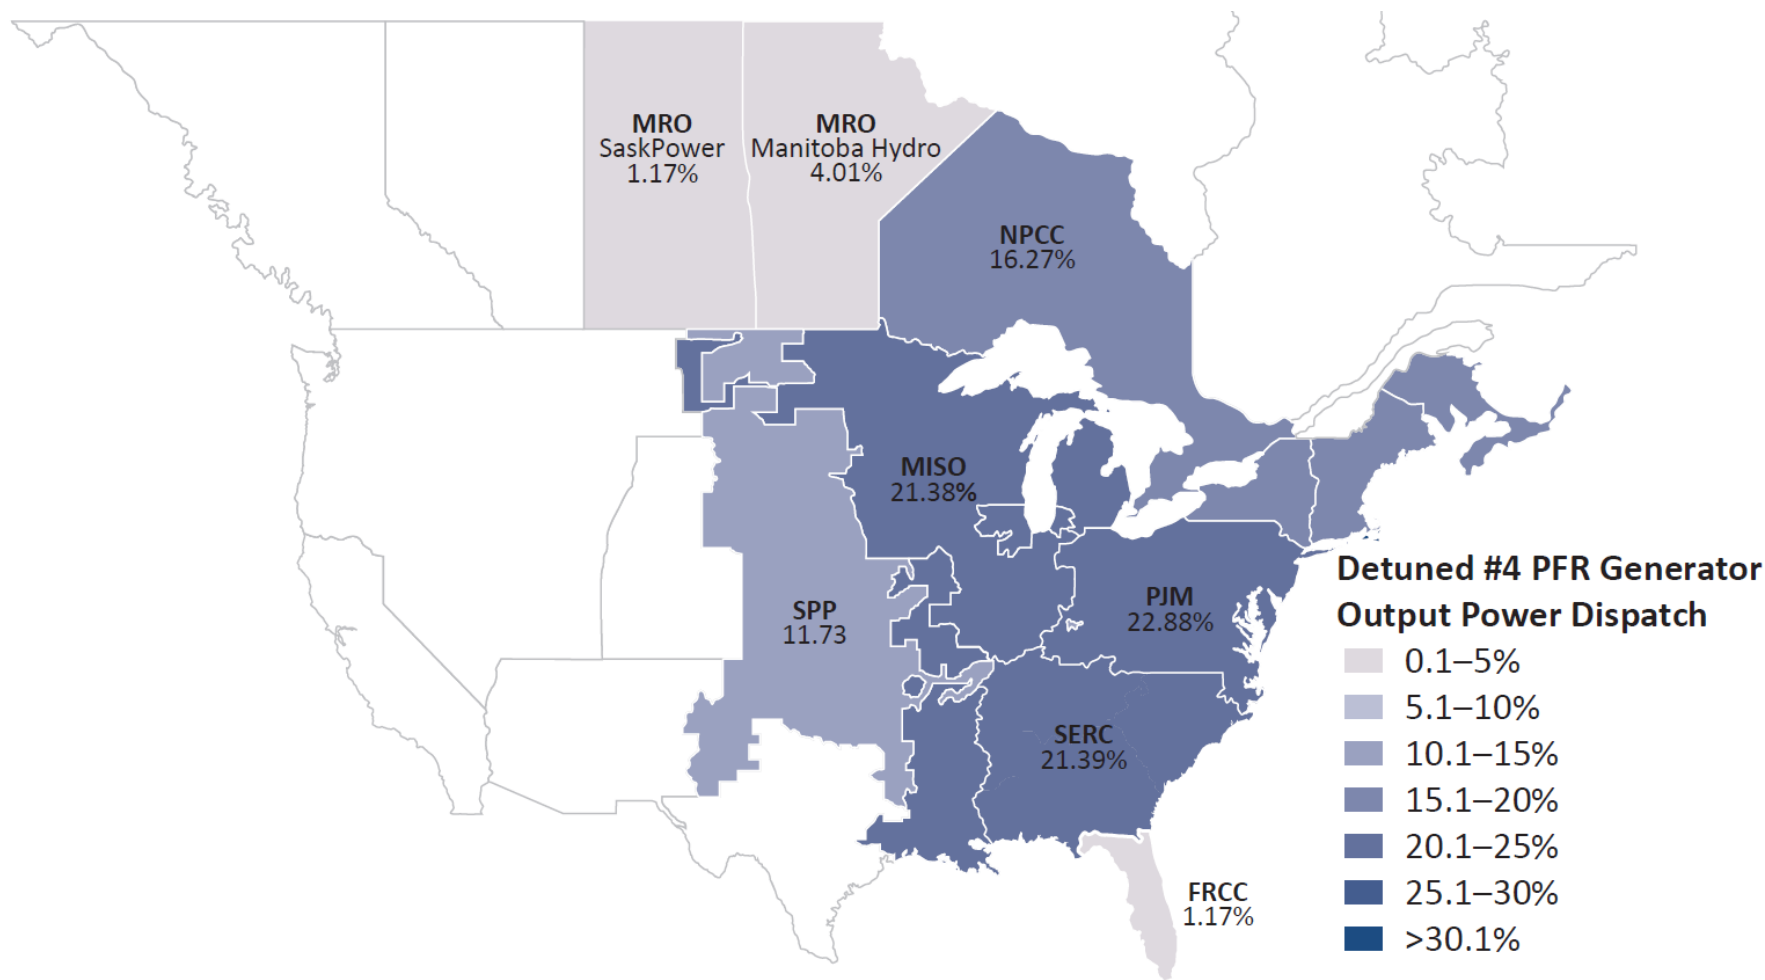 MRO
SaskPower
1.17%
MRO
Manitoba Hydro
4.01%
NPCC
16.27%
MISO
21.38%
SPP
11.73
PJM
22.88%
SERC
21.39%
FRCC
1.17%
Detuned #4 PFR Generator
Output Power Dispatch
0.1–5%
5.1–10%
10.1–15%
15.1–20%
20.1–25%
25.1–30%
>30.1%